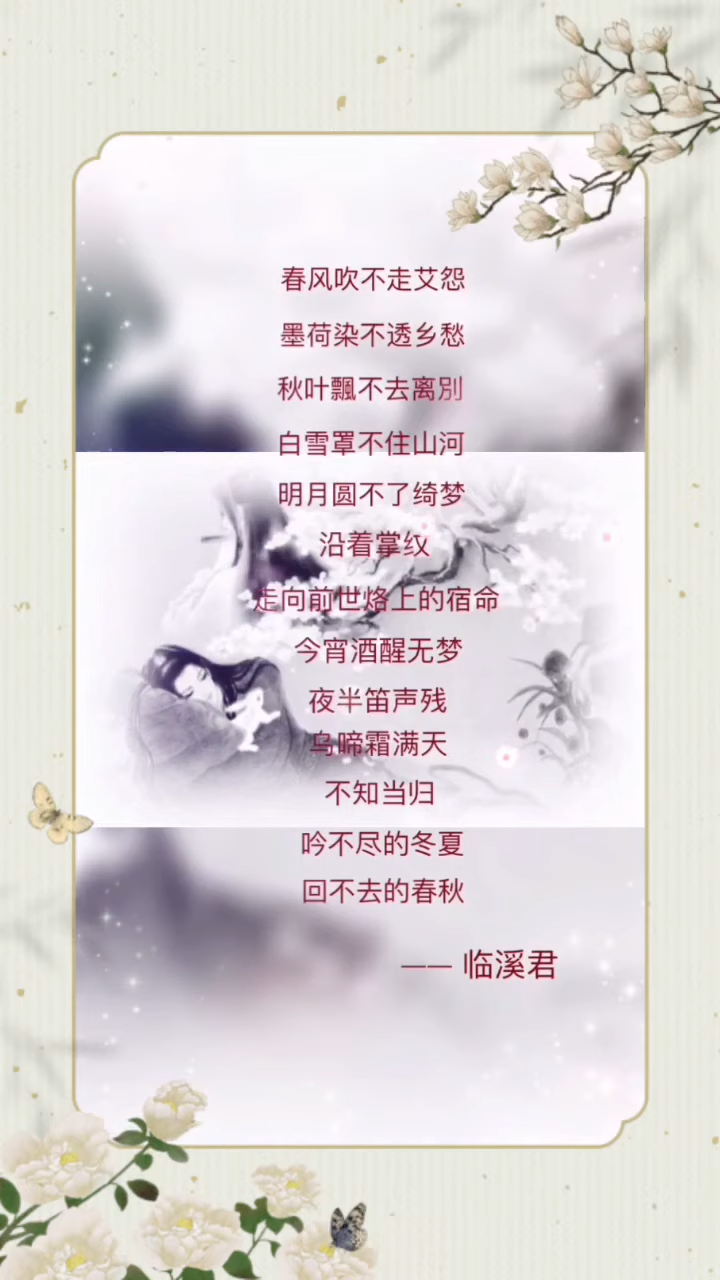 春风吹不走艾怨
墨荷染不透乡愁
秋叶飄不去离別
白雪罩不住山河
明月圆不了绮梦
沿着掌纹
走向前世烙上的宿命
今宵酒醒无梦
夜半笛声残
乌啼霜满天
不知当归
吟不尽的冬夏
回不去的春秋
—— 临溪君